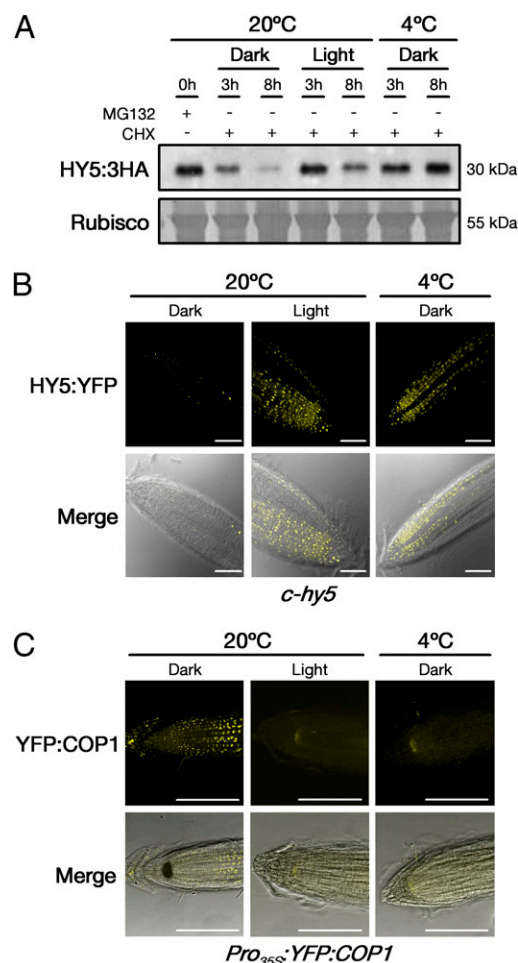 A
20ºC 4ºC
Dark Light Dark
0h 3h 8h 3h 8h 3h 8h
MG132 + - - - - - -
CHX - + + + + + +
HY5:3HA 30 kDa
Rubisco 55 kDa
B
20ºC 4ºC
Dark Light Dark
HY5:YFP
Merge
c-hy5
C
20ºC 4ºC
Dark Light Dark
YFP:COP1
Merge
Pro35S:YFP:COP1